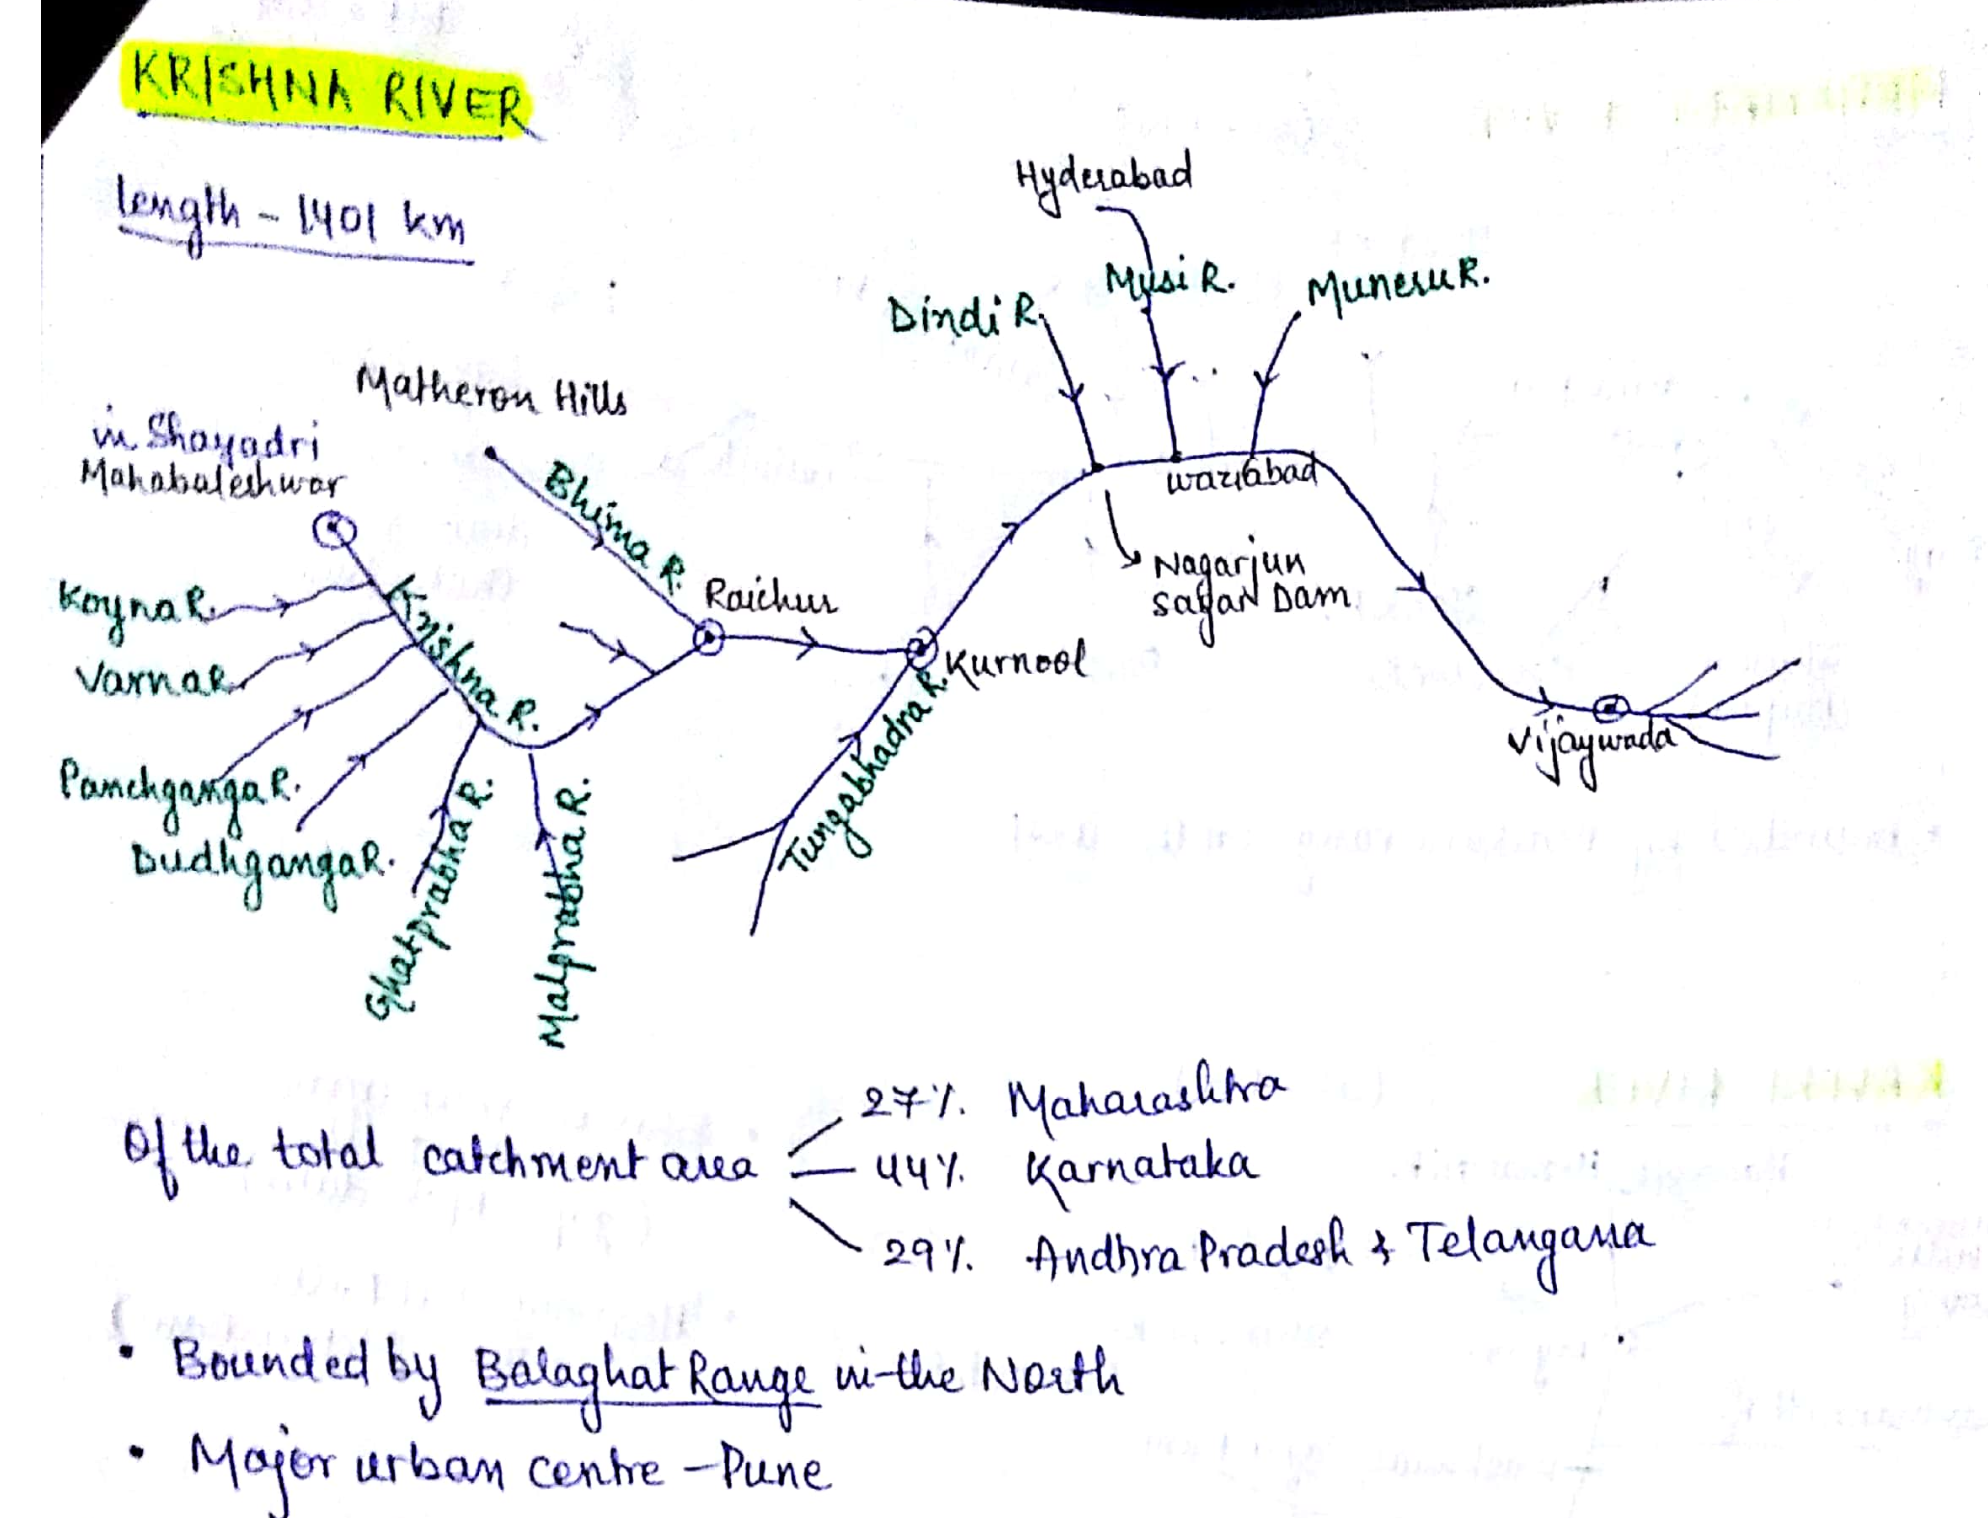 KRISHNA RIVER
length - 1401 km
Hyderabad
Dindi R.
Musi R.
Muneru R.
Matheron Hills
in Shayadri
Mahabaleshwar
Bhima R.
waziabad
Nagarjun
sagar Dam
Koyna R.
Krishna R.
Raichur
Kurnool
Varna R.
Tungabhadra R.
Vijaywada
Panchganga R.
Dudhganga R.
Ghatprabha R.
Malprabha R.
27% Maharashtra
Of the total catchment area
44% Karnataka
29% Andhra Pradesh & Telangana
• Bounded by Balaghat Range in the North
• Major urban centre - Pune